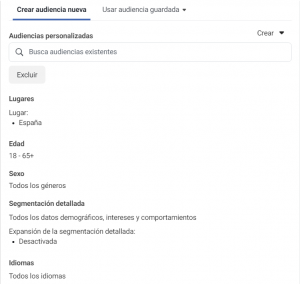 Crear audiencia nueva Usar audiencia guardada
Audiencias personalizadas Crear
Busca audiencias existentes
Excluir
Lugares
Lugar:
• España
Edad
18 - 65+
Sexo
Todos los géneros
Segmentación detallada
Todos los datos demográficos, intereses y comportamientos
Expansión de la segmentación detallada:
• Desactivada
Idiomas
Todos los idiomas